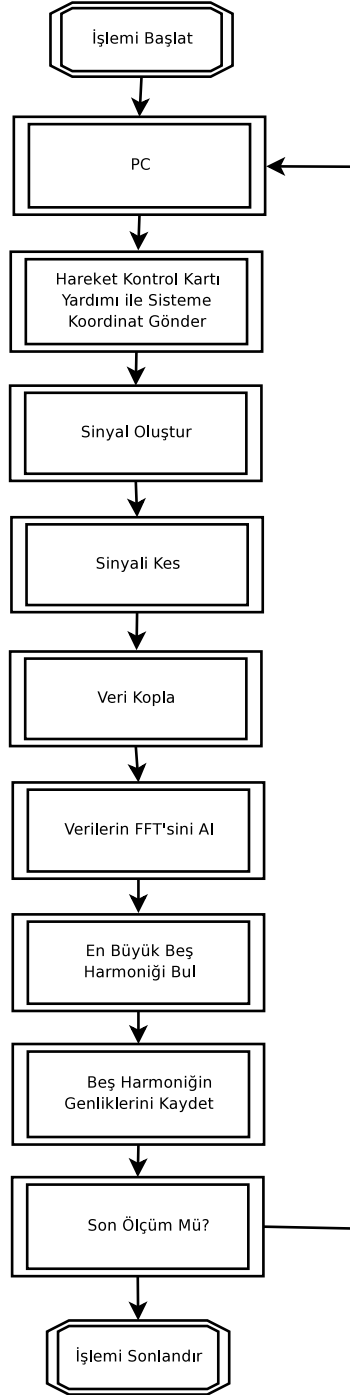 İşlemi Başlat
PC
Hareket Kontrol Kartı
Yardımı ile Sisteme
Koordinat Gönder
Sinyal Oluştur
Sinyali Kes
Veri Kopla
Verilerin FFT'sini Al
En Büyük Beş
Harmoniği Bul
Beş Harmoniğin
Genliklerini Kaydet
Son Ölçüm Mü?
İşlemi Sonlandır